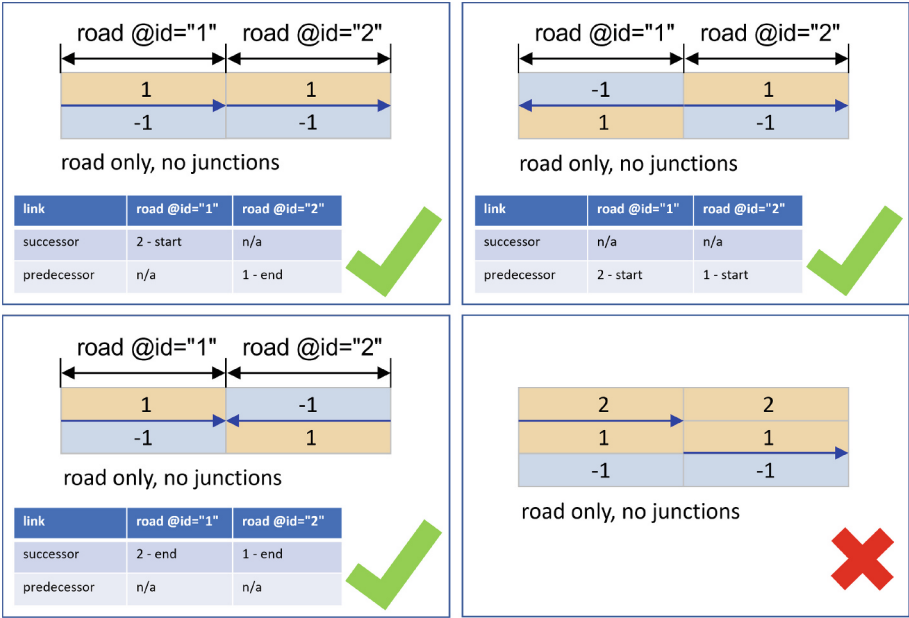 road @id="1" road @id="2"
1 1
-1 -1
road only, no junctions
link road @id="1" road @id="2"
successor 2 - start n/a
predecessor n/a 1 - end
road @id="1" road @id="2"
-1 1
1 -1
road only, no junctions
link road @id="1" road @id="2"
successor n/a n/a
predecessor 2 - start 1 - start
road @id="1" road @id="2"
1 -1
-1 1
road only, no junctions
link road @id="1" road @id="2"
successor 2 - end 1 - end
predecessor n/a n/a
2 2
1 1
-1 -1
road only, no junctions